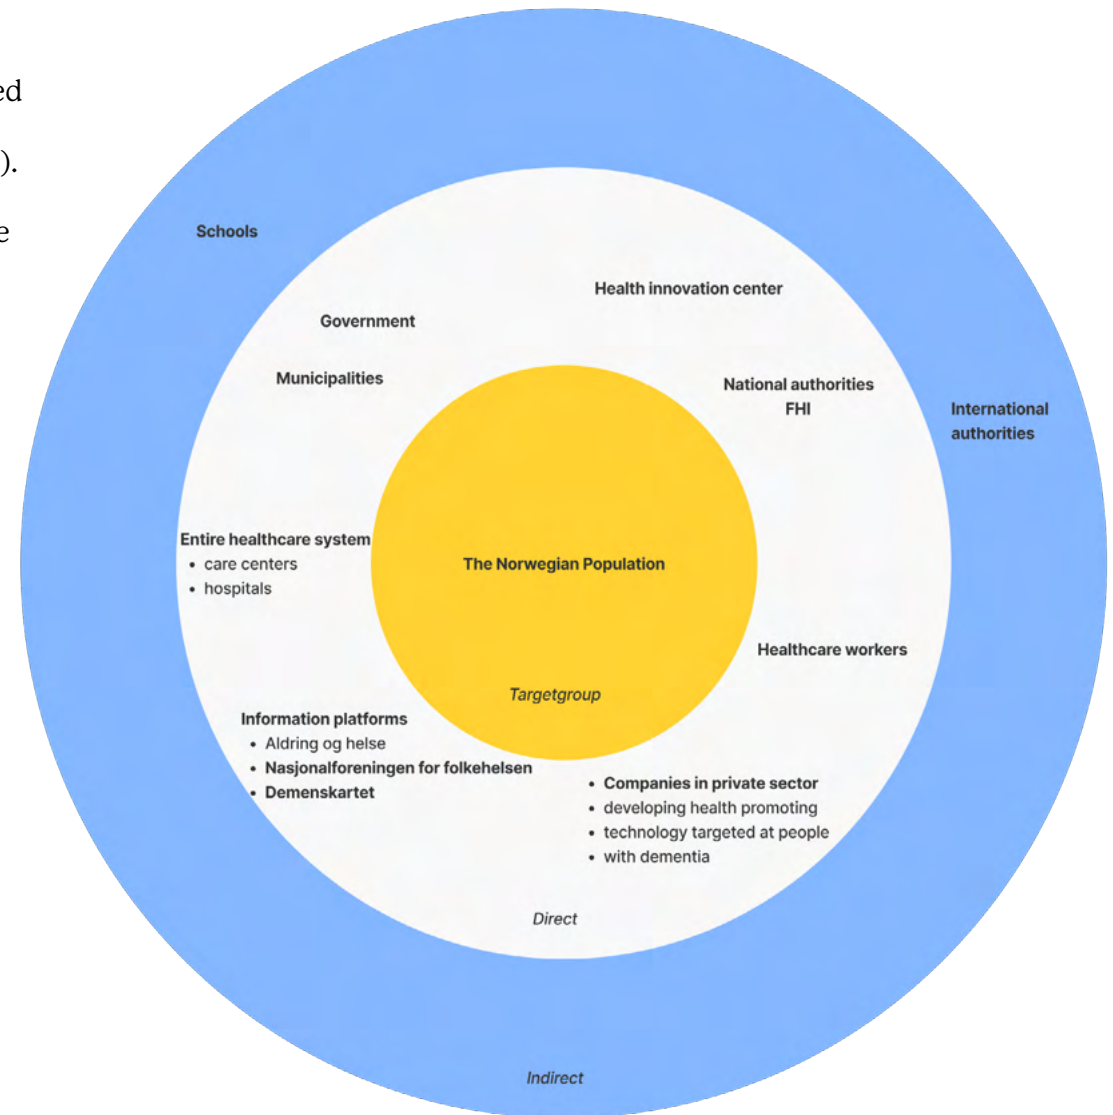 ed
).
e
Schools
Health innovation center
Government
Municipalities
National authorities
FHI
International
authorities
Entire healthcare system
• care centers
• hospitals
The Norwegian Population
Healthcare workers
Targetgroup
Information platforms
• Aldring og helse
• Nasjonalforeningen for folkehelsen
• Demenskartet
• Companies in private sector
• developing health promoting
• technology targeted at people
• with dementia
Direct
Indirect